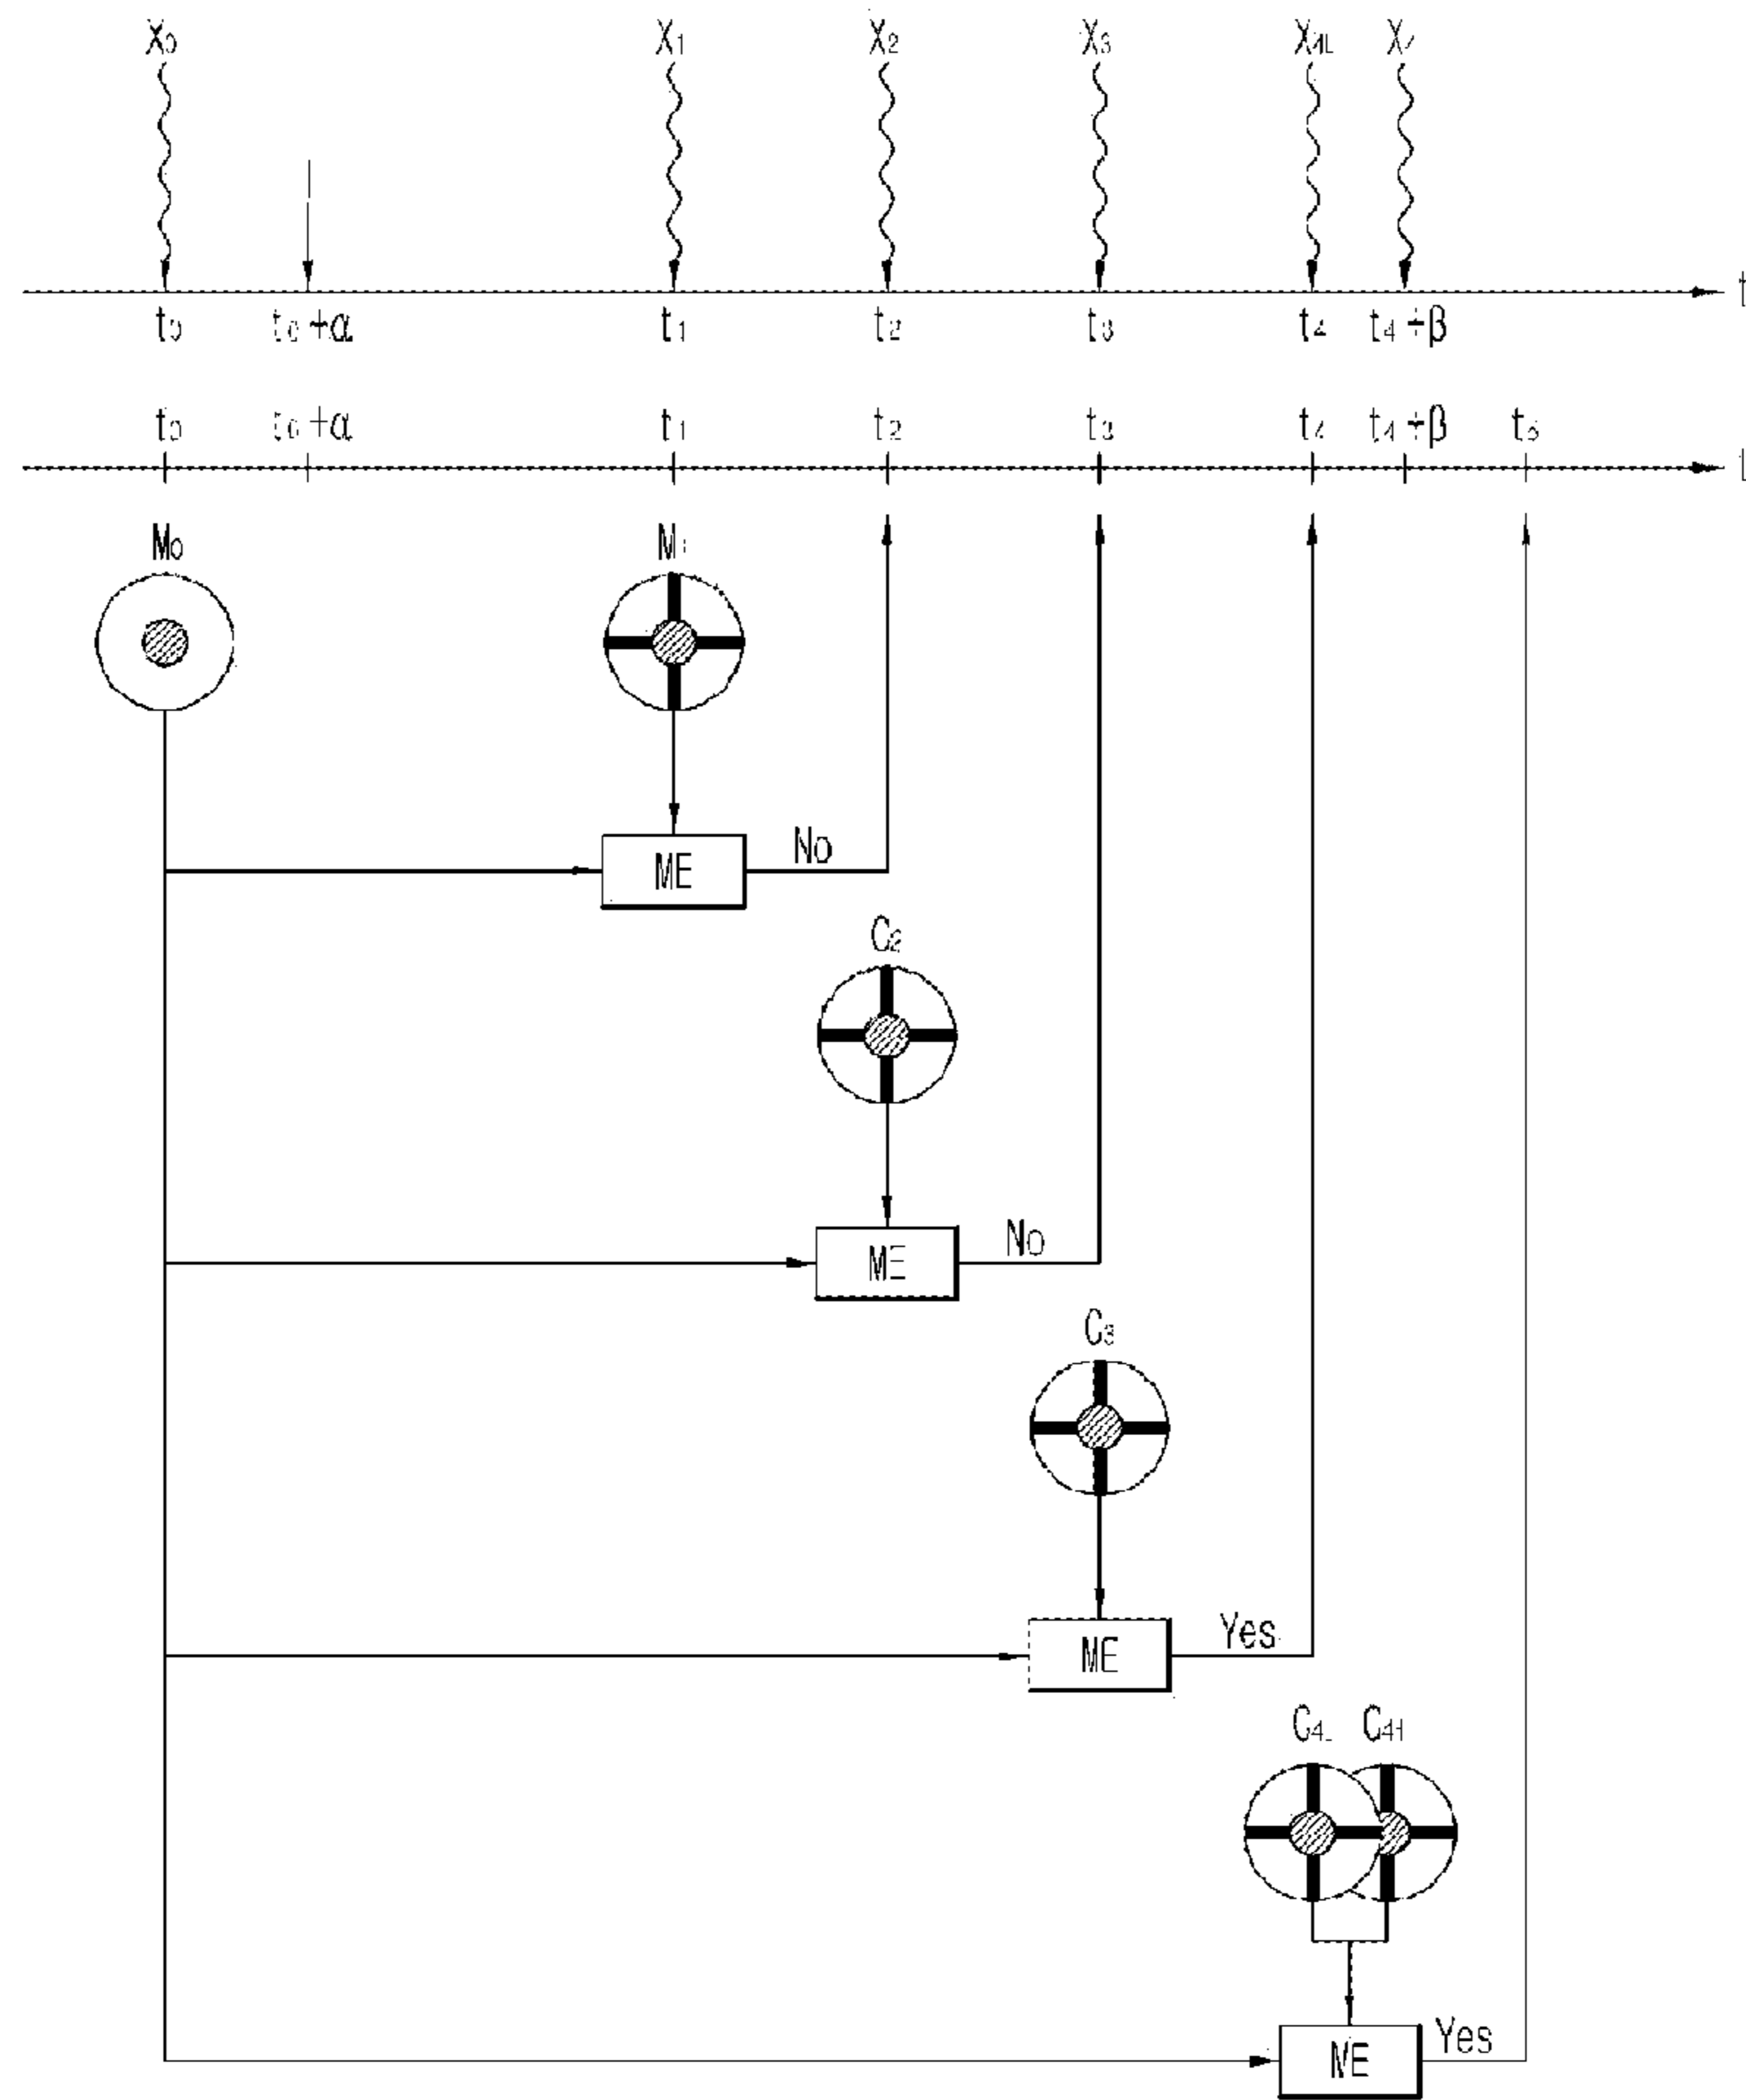 X₀ X₁ X₂ X₃ X₄L
t
t₀ t₀+α t₁ t₂ t₃ t₄ t₄+β
t₀ t₀+α t₁ t₂ t₃ t₄ t₄+β t₅
t
M₀ M₁
ME No
C₂
ME No
C₃
ME Yes
C₄L C₄H
ME Yes